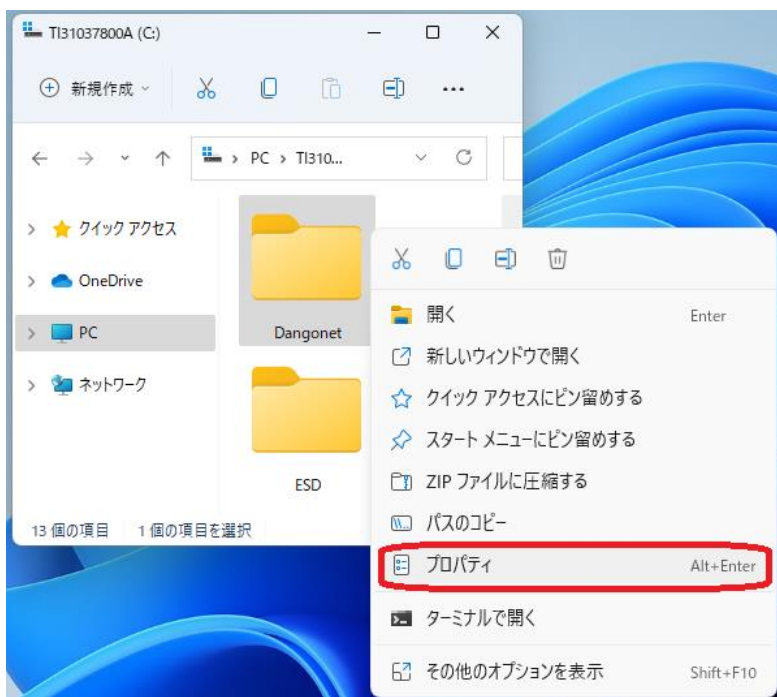 TI31037800A (C:)
新規作成
PC > TI310...
クイック アクセス
OneDrive
PC
ネットワーク
Dangonet
ESD
13 個の項目 1 個の項目を選択
開く Enter
新しいウィンドウで開く
クイック アクセスにピン留めする
スタート メニューにピン留めする
ZIP ファイルに圧縮する
パスのコピー
プロパティ Alt+Enter
ターミナルで開く
その他のオプションを表示 Shift+F10